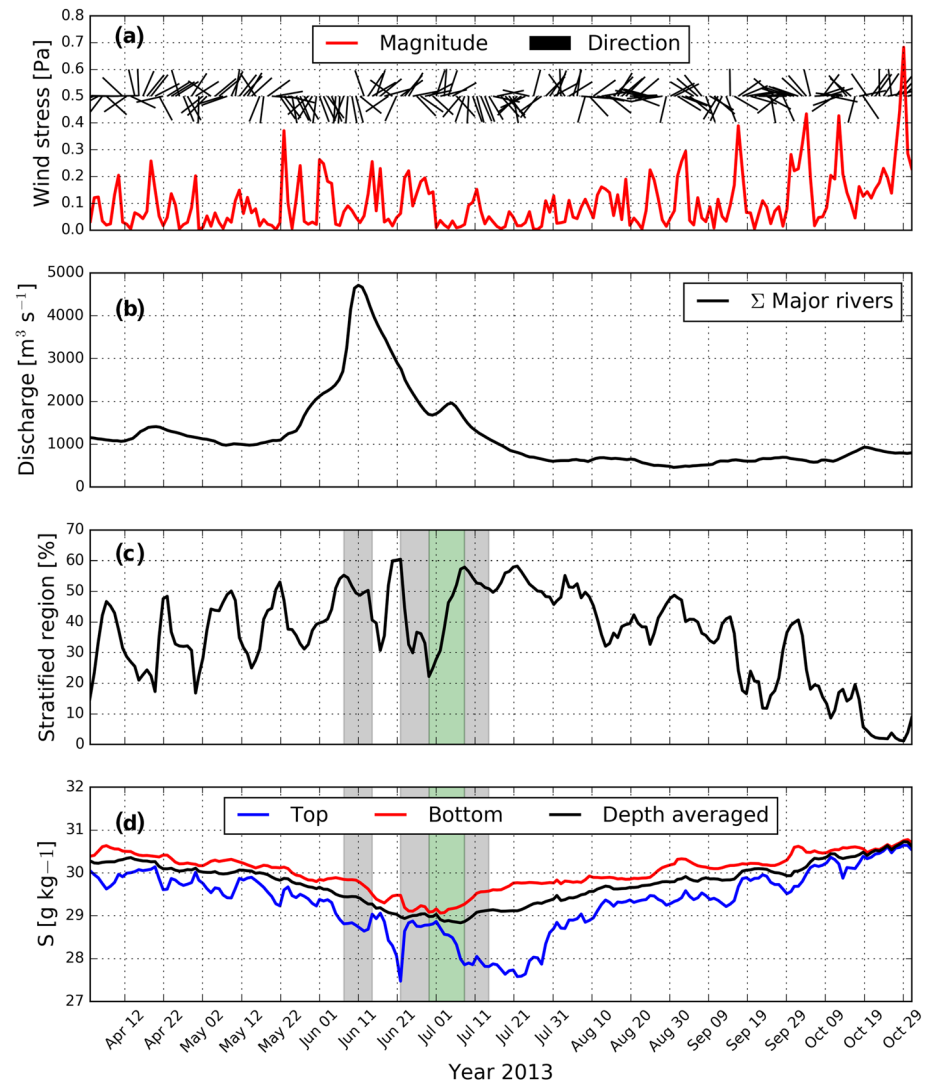 (a)
Magnitude Direction
Wind stress [Pa]
0.8
0.7
0.6
0.5
0.4
0.3
0.2
0.1
0.0
(b)
Σ Major rivers
Discharge [m³ s⁻¹]
5000
4000
3000
2000
1000
0
(c)
Stratified region [%]
70
60
50
40
30
20
10
0
(d)
Top Bottom Depth averaged
S [g kg−1]
32
31
30
29
28
27
Apr 12 Apr 22 May 02 May 12 May 22 Jun 01 Jun 11 Jun 21 Jul 01 Jul 11 Jul 21 Jul 31 Aug 10 Aug 20 Aug 30 Sep 09 Sep 19 Sep 29 Oct 09 Oct 19 Oct 29
Year 2013